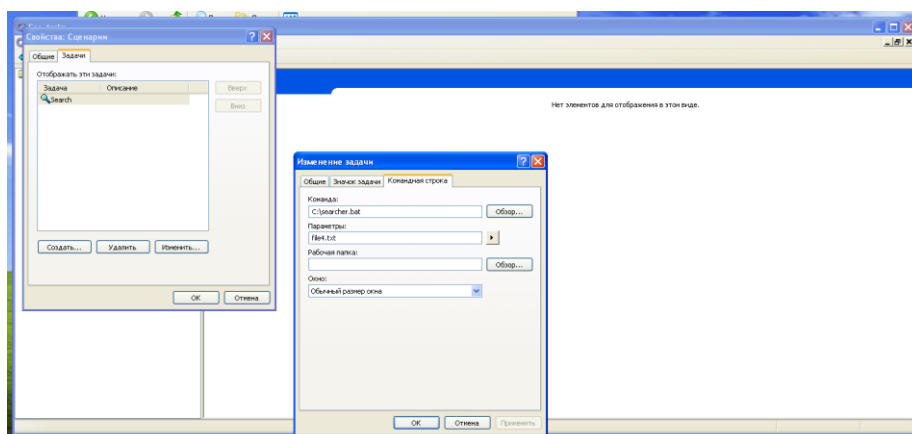 Свойства: Сценарии
Общие Задачи
Отображать эти задачи:
Задача Описание
Search
Вверх
Вниз
Создать... Удалить Изменить...
ОК Отмена
Нет элементов для отображения в этом виде.
Изменение задачи
Общие Значок задачи Командная строка
Команда:
C:\searcher.bat Обзор...
Параметры:
file4.txt
Рабочая папка:
Обзор...
Окно:
Обычный размер окна
ОК Отмена Применить